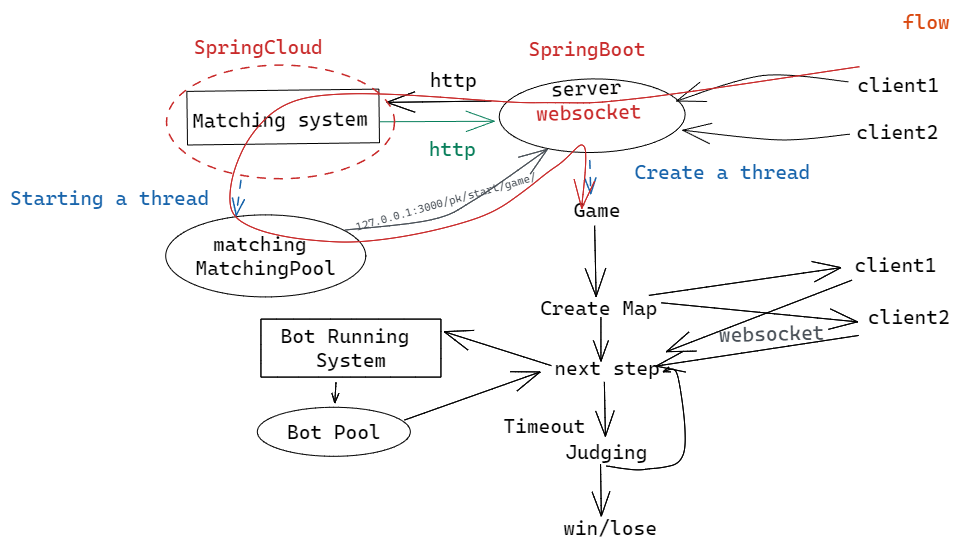 flow
SpringCloud
SpringBoot
http
server
client1
Matching system
websocket
client2
http
Starting a thread
Create a thread
127.0.0.1:3000/pk/start/game/
Game
matching
MatchingPool
client1
Create Map
client2
websocket
Bot Running
System
next step
Bot Pool
Timeout
Judging
win/lose